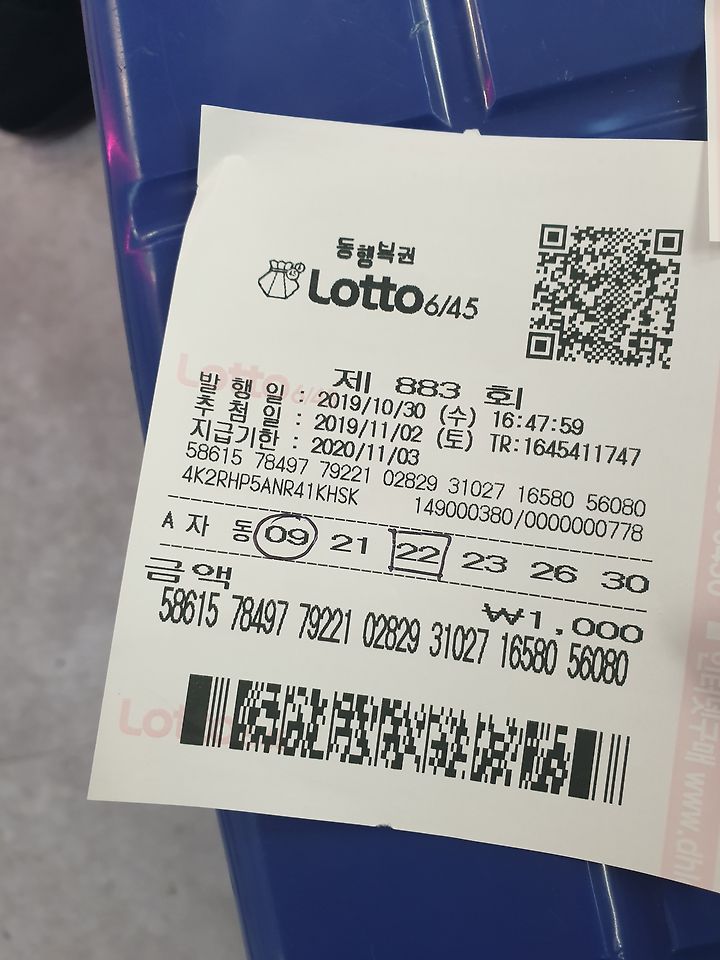 동행복권
Lotto 6/45
제 883 회
발 행 일 : 2019/10/30 (수) 16:47:59
추 첨 일 : 2019/11/02 (토) TR:1645411747
지급기한 : 2020/11/03
58615 78497 79221 02829 31027 16580 56080
4K2RHP5ANR41KHSK 149000380/0000000778
A 자 동 09 21 22 23 26 30
금액 ₩1,000
58615 78497 79221 02829 31027 16580 56080